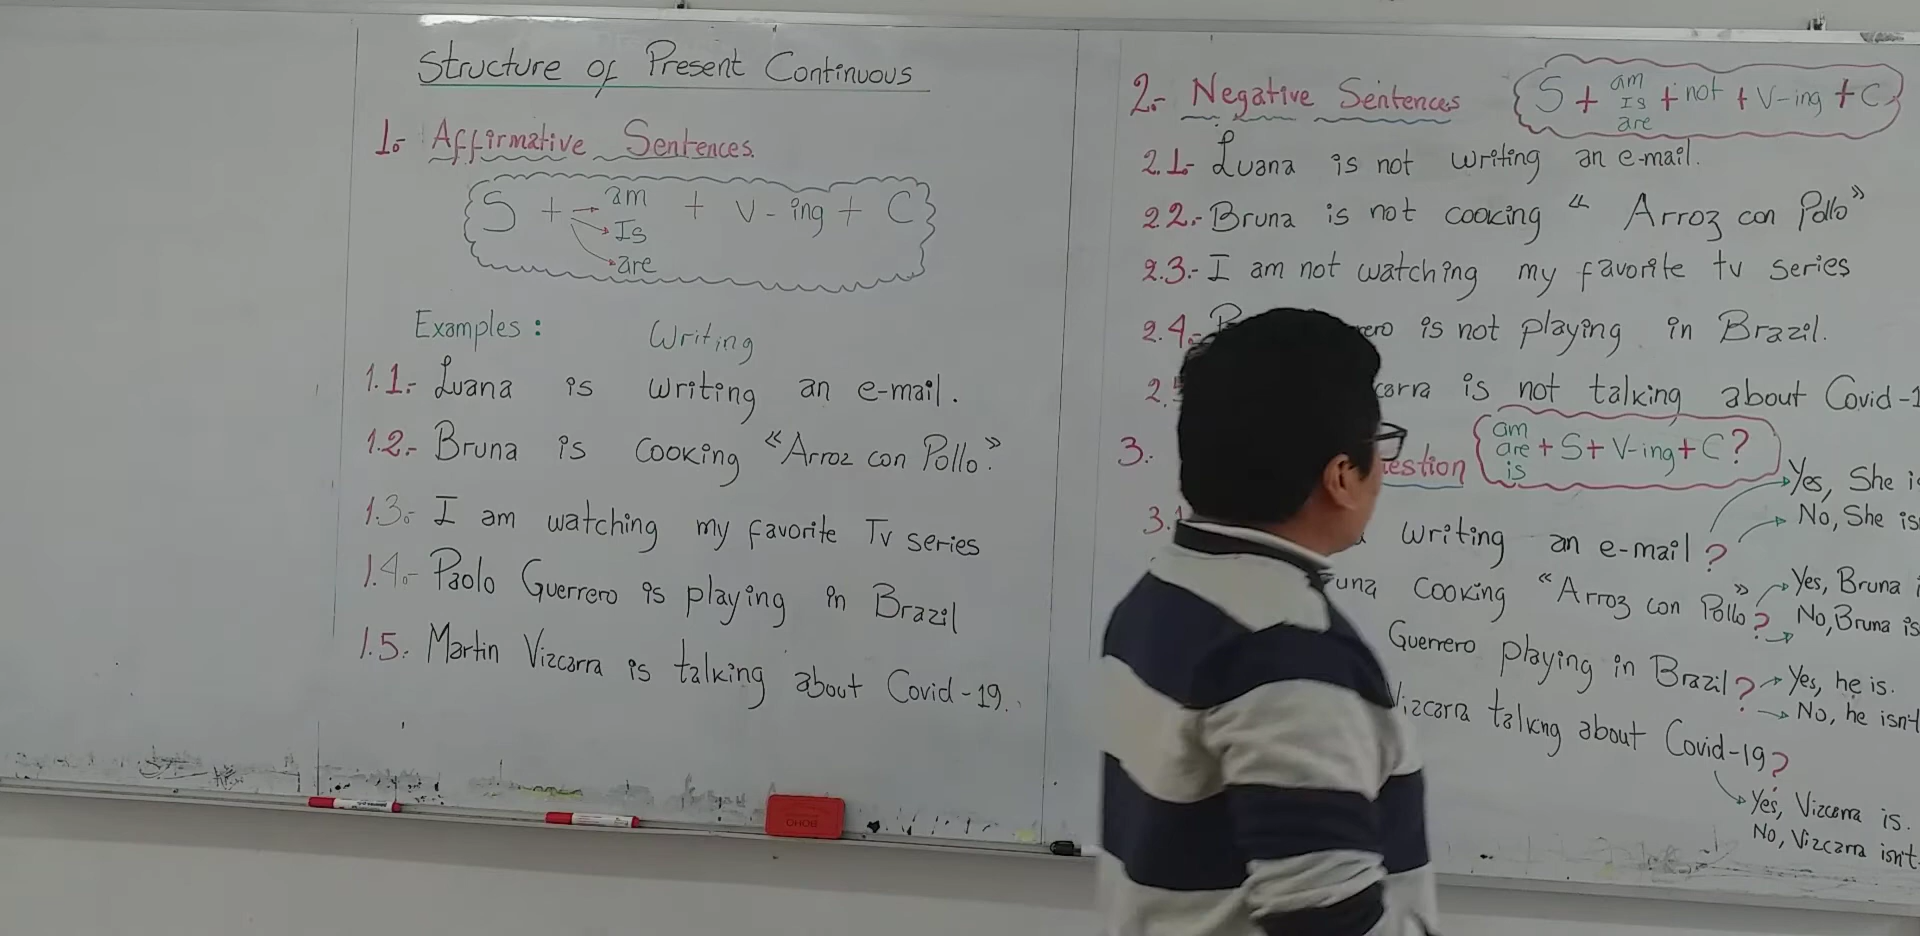 Structure of Present Continuous
1.- Affirmative Sentences.
S + am + V-ing + C
Is
are
Examples: Writing
1.1.- Luana is writing an e-mail.
1.2.- Bruna is cooking "Arroz con Pollo".
1.3.- I am watching my favorite Tv series
1.4.- Paolo Guerrero is playing in Brazil
1.5. Martin Vizcarra is talking about Covid-19.
2.- Negative Sentences
S + am + not + V-ing + C
Is
are
2.1.- Luana is not writing an e-mail.
2.2.- Bruna is not cooking "Arroz con Pollo"
2.3.- I am not watching my favorite tv series
2.4.- is not playing in Brazil.
is not talking about Covid-1
3.-
am
are + S + V-ing + C?
is
writing an e-mail?
Yes, She
No, She is
cooking "Arroz con Pollo"?
Yes, Bruna
No, Bruna is
Guerrero playing in Brazil?
Yes, he is.
No, he isn't
Vizcarra talking about Covid-19?
Yes, Vizcarra is.
No, Vizcarra isn't.